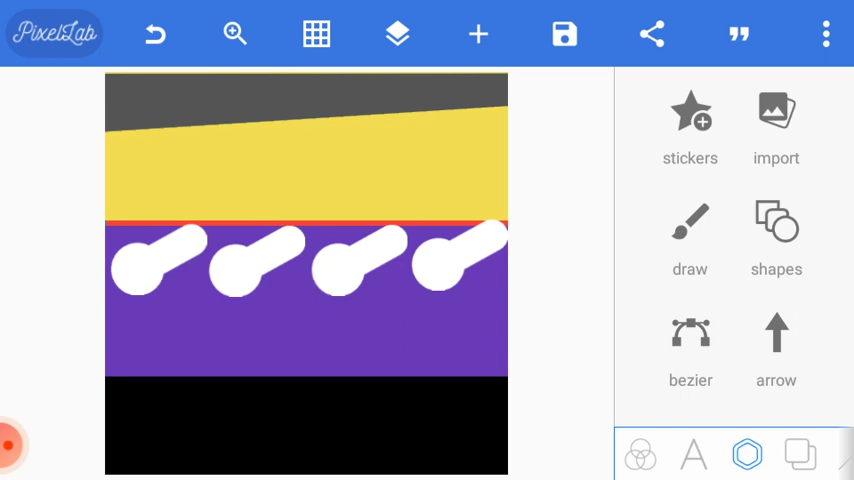 PixelLab
stickers
import
draw
shapes
bezier
arrow